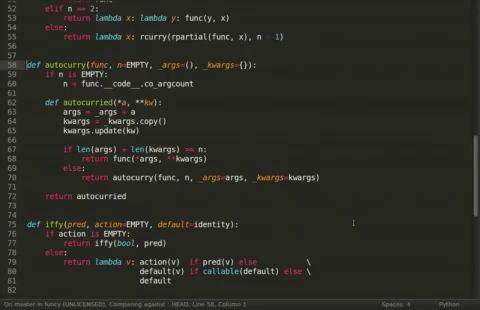 52 elif n == 2:
53 return lambda x: lambda y: func(y, x)
54 else:
55 return lambda x: rcurry(rpartial(func, x), n - 1)
56
57
58 def autocurry(func, n=EMPTY, _args=(), _kwargs={}):
59 if n is EMPTY:
60 n = func.__code__.co_argcount
61
62 def autocurried(*a, **kw):
63 args = _args + a
64 kwargs = _kwargs.copy()
65 kwargs.update(kw)
66
67 if len(args) + len(kwargs) >= n:
68 return func(*args, **kwargs)
69 else:
70 return autocurry(func, n, _args=args, _kwargs=kwargs)
71
72 return autocurried
73
74
75 def iffy(pred, action=EMPTY, default=identity):
76 if action is EMPTY:
77 return iffy(bool, pred)
78 else:
79 return lambda v: action(v) if pred(v) else \
80 default(v) if callable(default) else \
81 default
82
On master in funcy (UNLICENSED), Comparing against : HEAD, Line 58, Column 1 Spaces: 4 Python